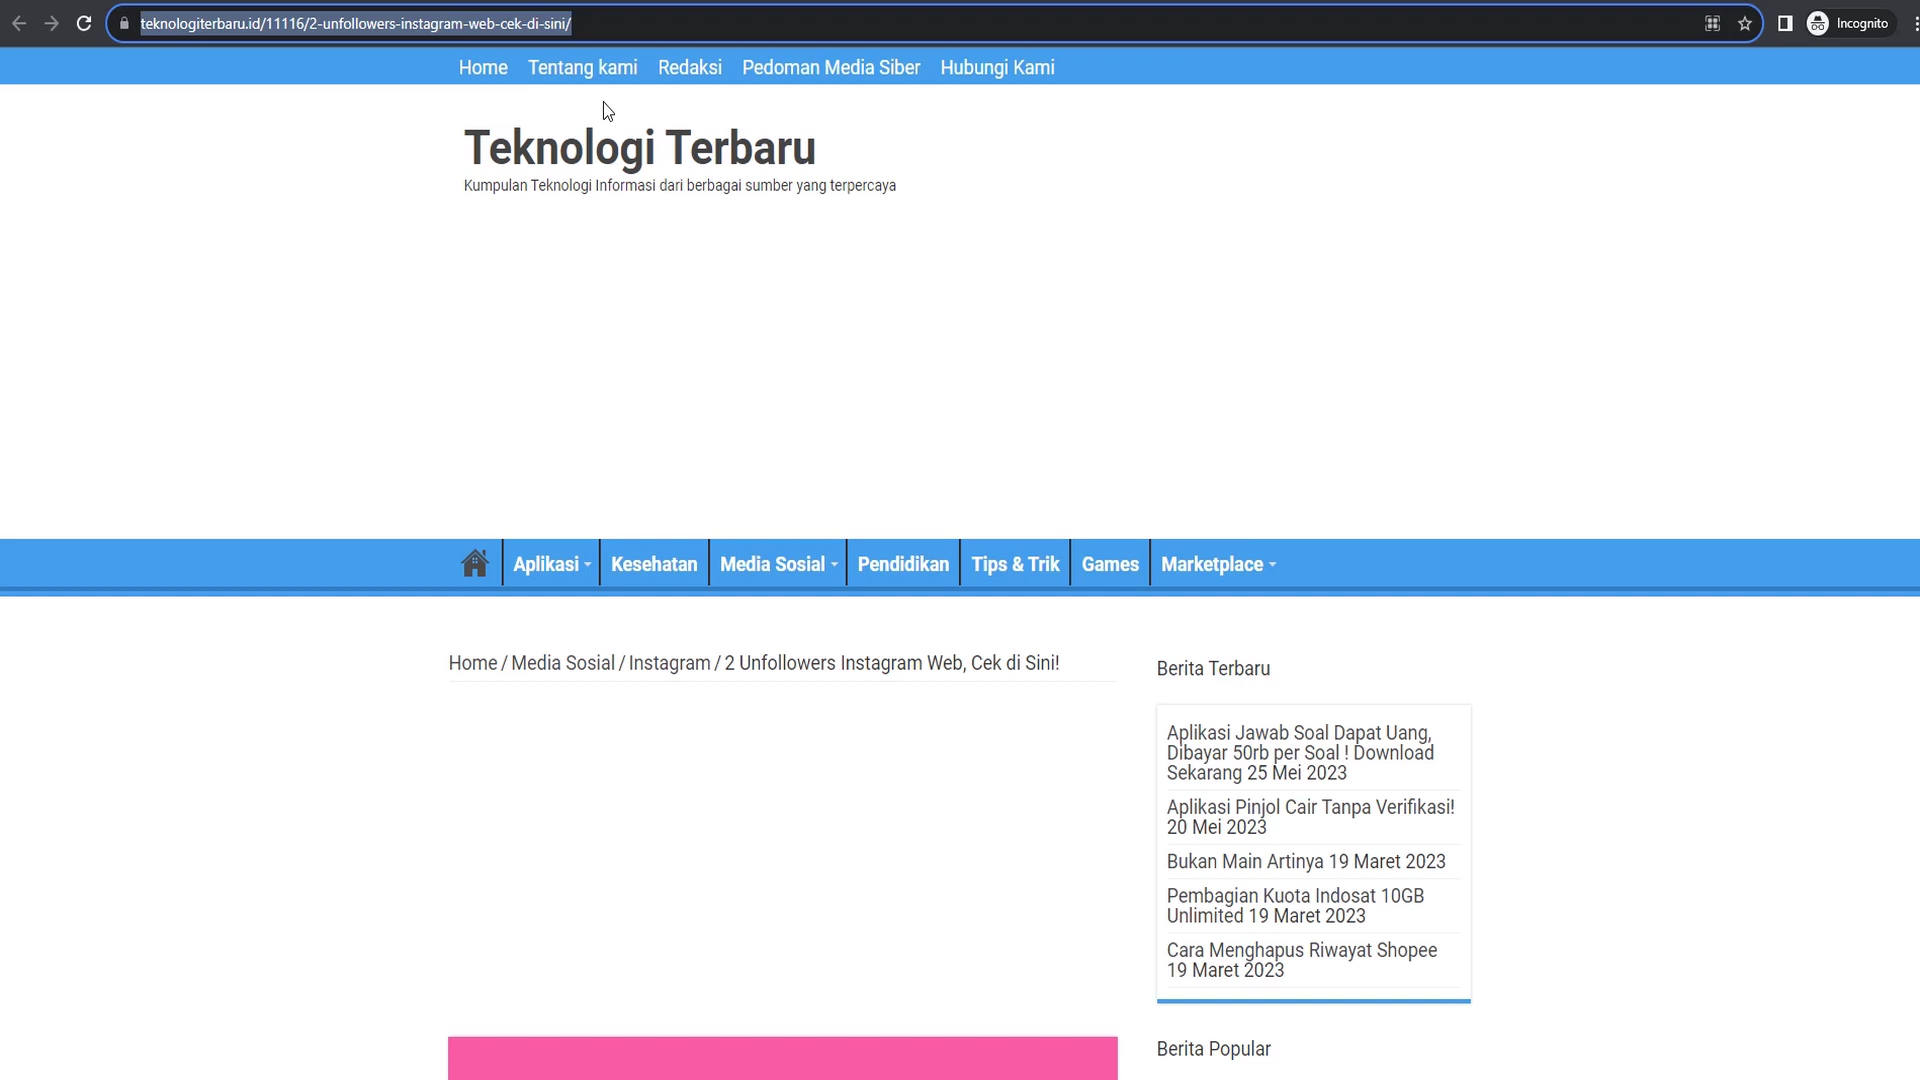 teknologiterbaru.id/11116/2-unfollowers-instagram-web-cek-di-sini/
Incognito
Home Tentang kami Redaksi Pedoman Media Siber Hubungi Kami
Teknologi Terbaru
Kumpulan Teknologi Informasi dari berbagai sumber yang terpercaya
Aplikasi Kesehatan Media Sosial Pendidikan Tips & Trik Games Marketplace
Home / Media Sosial / Instagram / 2 Unfollowers Instagram Web, Cek di Sini!
Berita Terbaru
Aplikasi Jawab Soal Dapat Uang,
Dibayar 50rb per Soal ! Download
Sekarang 25 Mei 2023
Aplikasi Pinjol Cair Tanpa Verifikasi!
20 Mei 2023
Bukan Main Artinya 19 Maret 2023
Pembagian Kuota Indosat 10GB
Unlimited 19 Maret 2023
Cara Menghapus Riwayat Shopee
19 Maret 2023
Berita Popular